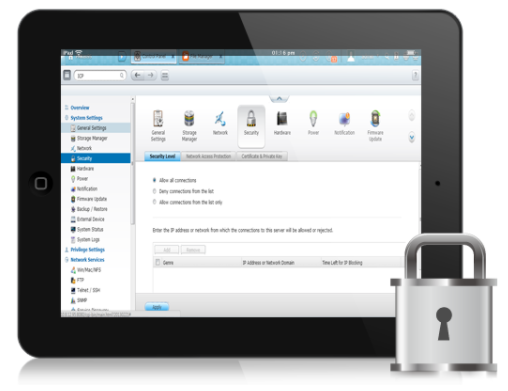 iPad
01:14 pm
Overview
System Settings
General Settings
Storage Manager
Network
Security
Hardware
Power
Notification
Firmware Update
Backup / Restore
External Device
System Status
System Logs
Privilege Settings
Network Services
Win/Mac/NFS
FTP
Telnet / SSH
SNMP
Service Discovery
General Settings
Storage Manager
Network
Security
Hardware
Power
Notification
Firmware Update
Security Level
Network Access Protection
Certificate & Private Key
Allow all connections
Deny connections from the list
Allow connections from the list only
Enter the IP address or network from which the connections to this server will be allowed or rejected.
Add
Remove
Genre
IP Address or Network Domain
Time Left for IP Blocking
Apply